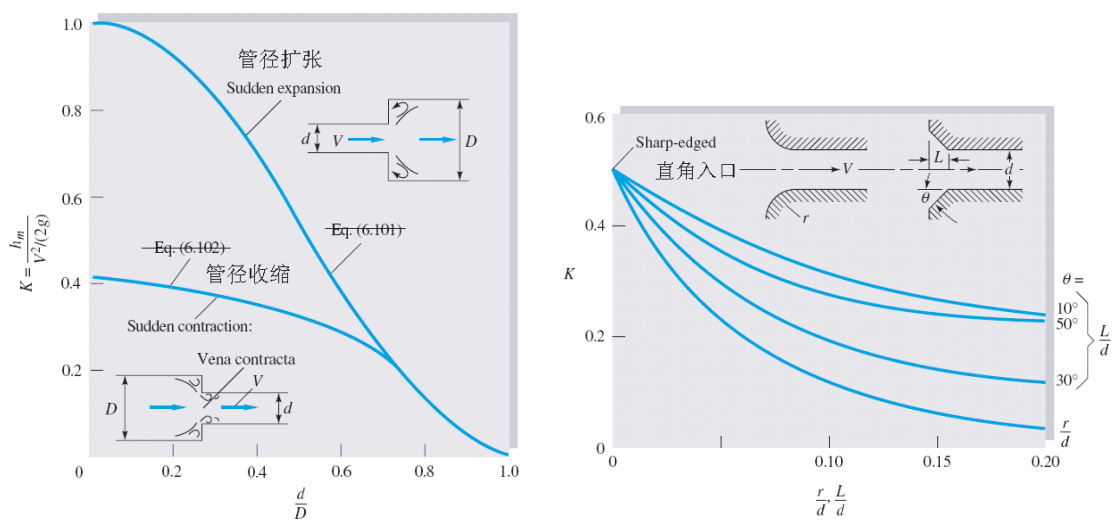 1.0
0.8
0.6
0.4
0.2
0
K = h_m / V²/(2g)
管径扩张
Sudden expansion
d
V
D
Eq. (6.101)
Eq. (6.102)
管径收缩
Sudden contraction:
Vena contracta
V
D
d
0.2
0.4
0.6
0.8
1.0
d/D
0.6
0.4
0.2
0
K
Sharp-edged
直角入口
V
r
L
d
θ
θ =
10°
50°
30°
L/d
r/d
0
0.10
0.15
0.20
r/d, L/d